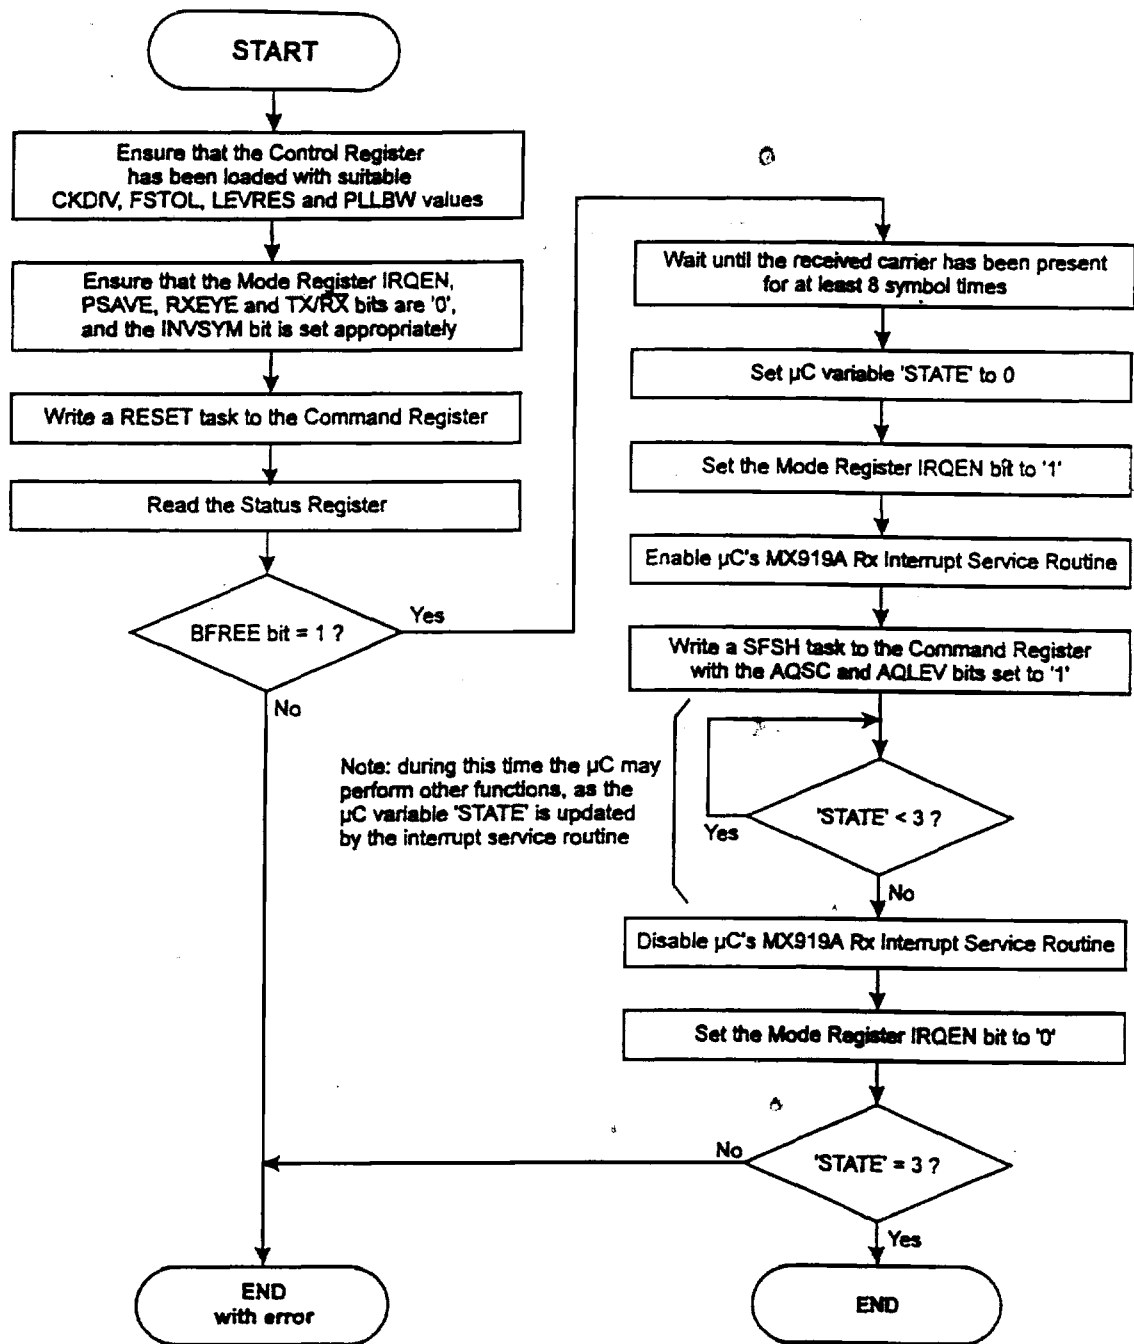 START
Ensure that the Control Register
has been loaded with suitable
CKDIV, FSTOL, LEVRES and PLLBW values
Ensure that the Mode Register IRQEN,
PSAVE, RXEYE and TX/R̅X̅ bits are '0',
and the INVSYM bit is set appropriately
Write a RESET task to the Command Register
Read the Status Register
BFREE bit = 1 ?
Yes
No
Wait until the received carrier has been present
for at least 8 symbol times
Set µC variable 'STATE' to 0
Set the Mode Register IRQEN bit to '1'
Enable µC's MX919A Rx Interrupt Service Routine
Write a SFSH task to the Command Register
with the AQSC and AQLEV bits set to '1'
Note: during this time the µC may
perform other functions, as the
µC variable 'STATE' is updated
by the interrupt service routine
'STATE' < 3 ?
Yes
No
Disable µC's MX919A Rx Interrupt Service Routine
Set the Mode Register IRQEN bit to '0'
'STATE' = 3 ?
No
Yes
END
with error
END